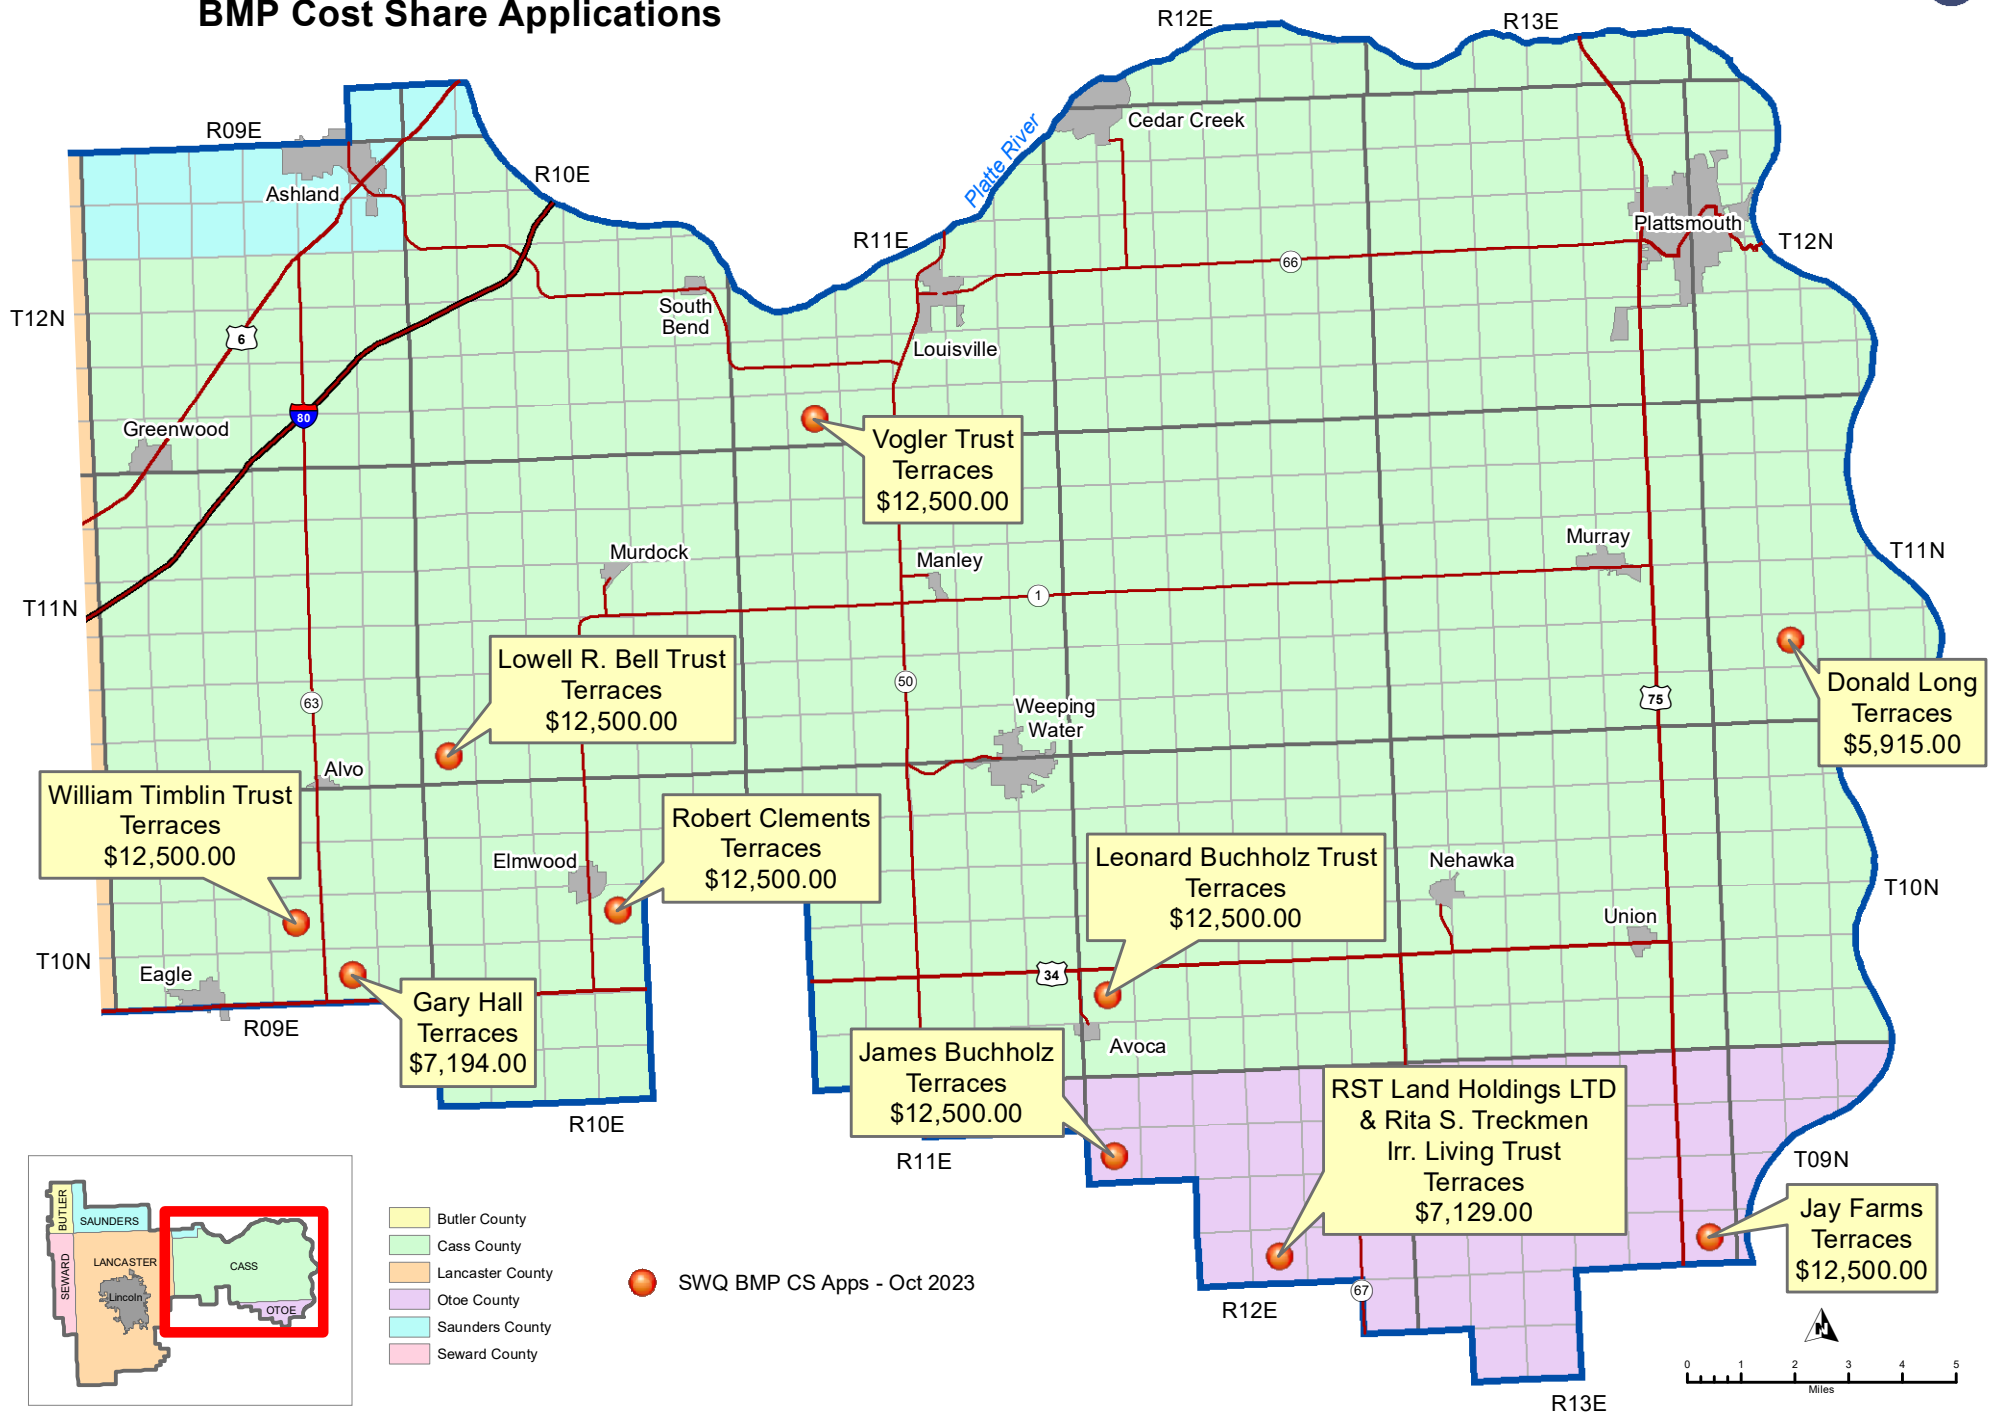 BMP Cost Share Applications
R12E
R13E
R09E
Cedar Creek
Platte River
R10E
Ashland
Plattsmouth
R11E
T12N
66
South
Bend
T12N
6
Louisville
80
Greenwood
Vogler Trust
Terraces
$12,500.00
Murdock
Manley
Murray
T11N
1
T11N
Lowell R. Bell Trust
Terraces
$12,500.00
50
63
75
Donald Long
Terraces
$5,915.00
Weeping
Water
Alvo
William Timblin Trust
Terraces
$12,500.00
Robert Clements
Terraces
$12,500.00
Elmwood
Leonard Buchholz Trust
Terraces
$12,500.00
Nehawka
T10N
Union
T10N
Eagle
34
Gary Hall
Terraces
$7,194.00
R09E
Avoca
James Buchholz
Terraces
$12,500.00
RST Land Holdings LTD
& Rita S. Treckmen
Irr. Living Trust
Terraces
$7,129.00
R10E
R11E
T09N
Jay Farms
Terraces
$12,500.00
R12E
67
R13E
BUTLER
SAUNDERS
SEWARD
LANCASTER
Lincoln
CASS
OTOE
Butler County
Cass County
Lancaster County
Otoe County
Saunders County
Seward County
SWQ BMP CS Apps - Oct 2023
N
0 1 2 3 4 5
Miles